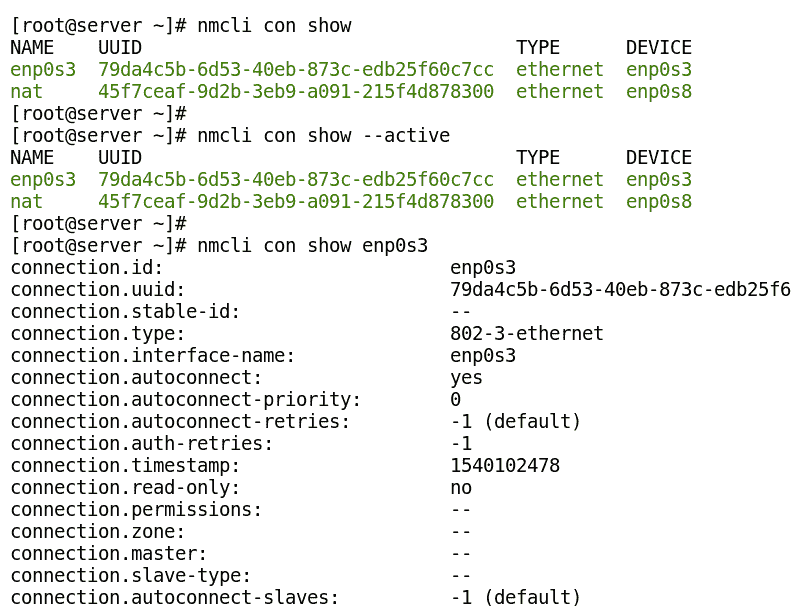 [root@server ~]# nmcli con show
NAME    UUID                                  TYPE      DEVICE
enp0s3  79da4c5b-6d53-40eb-873c-edb25f60c7cc  ethernet  enp0s3
nat     45f7ceaf-9d2b-3eb9-a091-215f4d878300  ethernet  enp0s8
[root@server ~]#
[root@server ~]# nmcli con show --active
NAME    UUID                                  TYPE      DEVICE
enp0s3  79da4c5b-6d53-40eb-873c-edb25f60c7cc  ethernet  enp0s3
nat     45f7ceaf-9d2b-3eb9-a091-215f4d878300  ethernet  enp0s8
[root@server ~]#
[root@server ~]# nmcli con show enp0s3
connection.id:                          enp0s3
connection.uuid:                        79da4c5b-6d53-40eb-873c-edb25f6
connection.stable-id:                   --
connection.type:                        802-3-ethernet
connection.interface-name:              enp0s3
connection.autoconnect:                 yes
connection.autoconnect-priority:        0
connection.autoconnect-retries:         -1 (default)
connection.auth-retries:                -1
connection.timestamp:                   1540102478
connection.read-only:                   no
connection.permissions:                 --
connection.zone:                        --
connection.master:                      --
connection.slave-type:                  --
connection.autoconnect-slaves:          -1 (default)